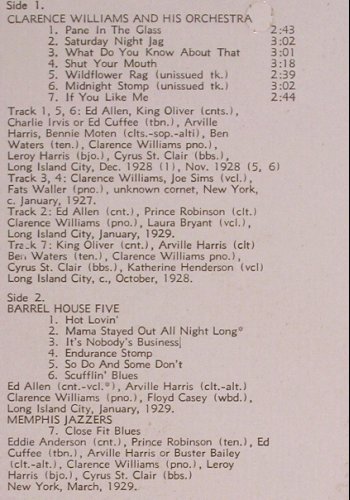 Side 1.
CLARENCE WILLIAMS AND HIS ORCHESTRA
1. Pane In The Glass 2:43
2. Saturday Night Jag 3:02
3. What Do You Know About That 3:01
4. Shut Your Mouth 3:18
5. Wildflower Rag (unissued tk.) 2:39
6. Midnight Stomp (unissued tk.) 3:02
7. If You Like Me 2:44
Track 1, 5, 6: Ed Allen, King Oliver (cnts.),
Charlie Irvis or Ed Cuffee (tbn.), Arville
Harris, Bennie Moten (clts.-sop.-alti), Ben
Waters (ten.), Clarence Williams pno.),
Leroy Harris (bjo.), Cyrus St. Clair (bbs.),
Long Island City, Dec. 1928 (1), Nov. 1928 (5, 6)
Track 3, 4: Clarence Williams, Joe Sims (vcl.),
Fats Waller (pno.), unknown cornet, New York,
c. January, 1927.
Track 2: Ed Allen (cnt.), Prince Robinson (clt.)
Clarence Williams (pno.), Laura Bryant (vcl.),
Long Island City, January, 1929.
Track 7: King Oliver (cnt.), Arville Harris (clt)
Ben Waters (ten.), Clarence Williams pno.),
Cyrus St. Clair (bbs.), Katherine Henderson (vcl)
Long Island City, c., October, 1928.
Side 2.
BARREL HOUSE FIVE
1. Hot Lovin'
2. Mama Stayed Out All Night Long*
3. It's Nobody's Business
4. Endurance Stomp
5. So Do And Some Don't
6. Scufflin' Blues
Ed Allen (cnt.-vcl.*), Arville Harris (clt.-alt.)
Clarence Williams (pno.), Floyd Casey (wbd.),
Long Island City, January, 1929.
MEMPHIS JAZZERS
7. Close Fit Blues
Eddie Anderson (cnt.), Prince Robinson (ten.), Ed
Cuffee (tbn.), Arville Harris or Buster Bailey
(clt.-alt.), Clarence Williams (pno.), Leroy
Harris (bjo.), Cyrus St. Clair (bbs.)
New York, March, 1929.